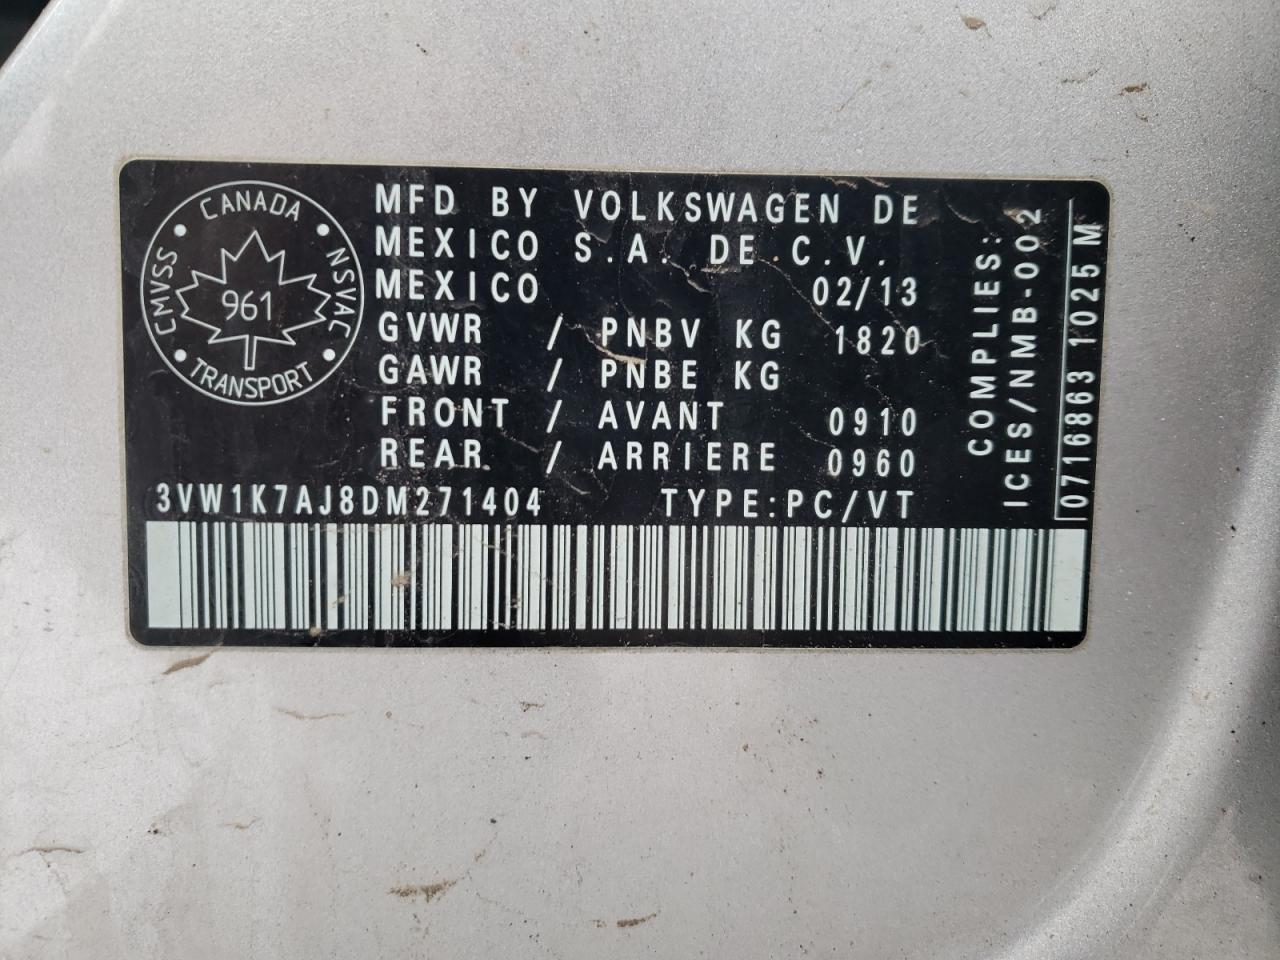 CANADA
CMVSS
NSVAC
961
TRANSPORT
MFD BY VOLKSWAGEN DE
MEXICO S.A. DE C.V.
MEXICO 02/13
GVWR / PNBV KG 1820
GAWR / PNBE KG
FRONT / AVANT 0910
REAR / ARRIERE 0960
3VW1K7AJ8DM271404 TYPE:PC/VT
COMPLIES:
ICES/NMB-002
0716863 1025 M